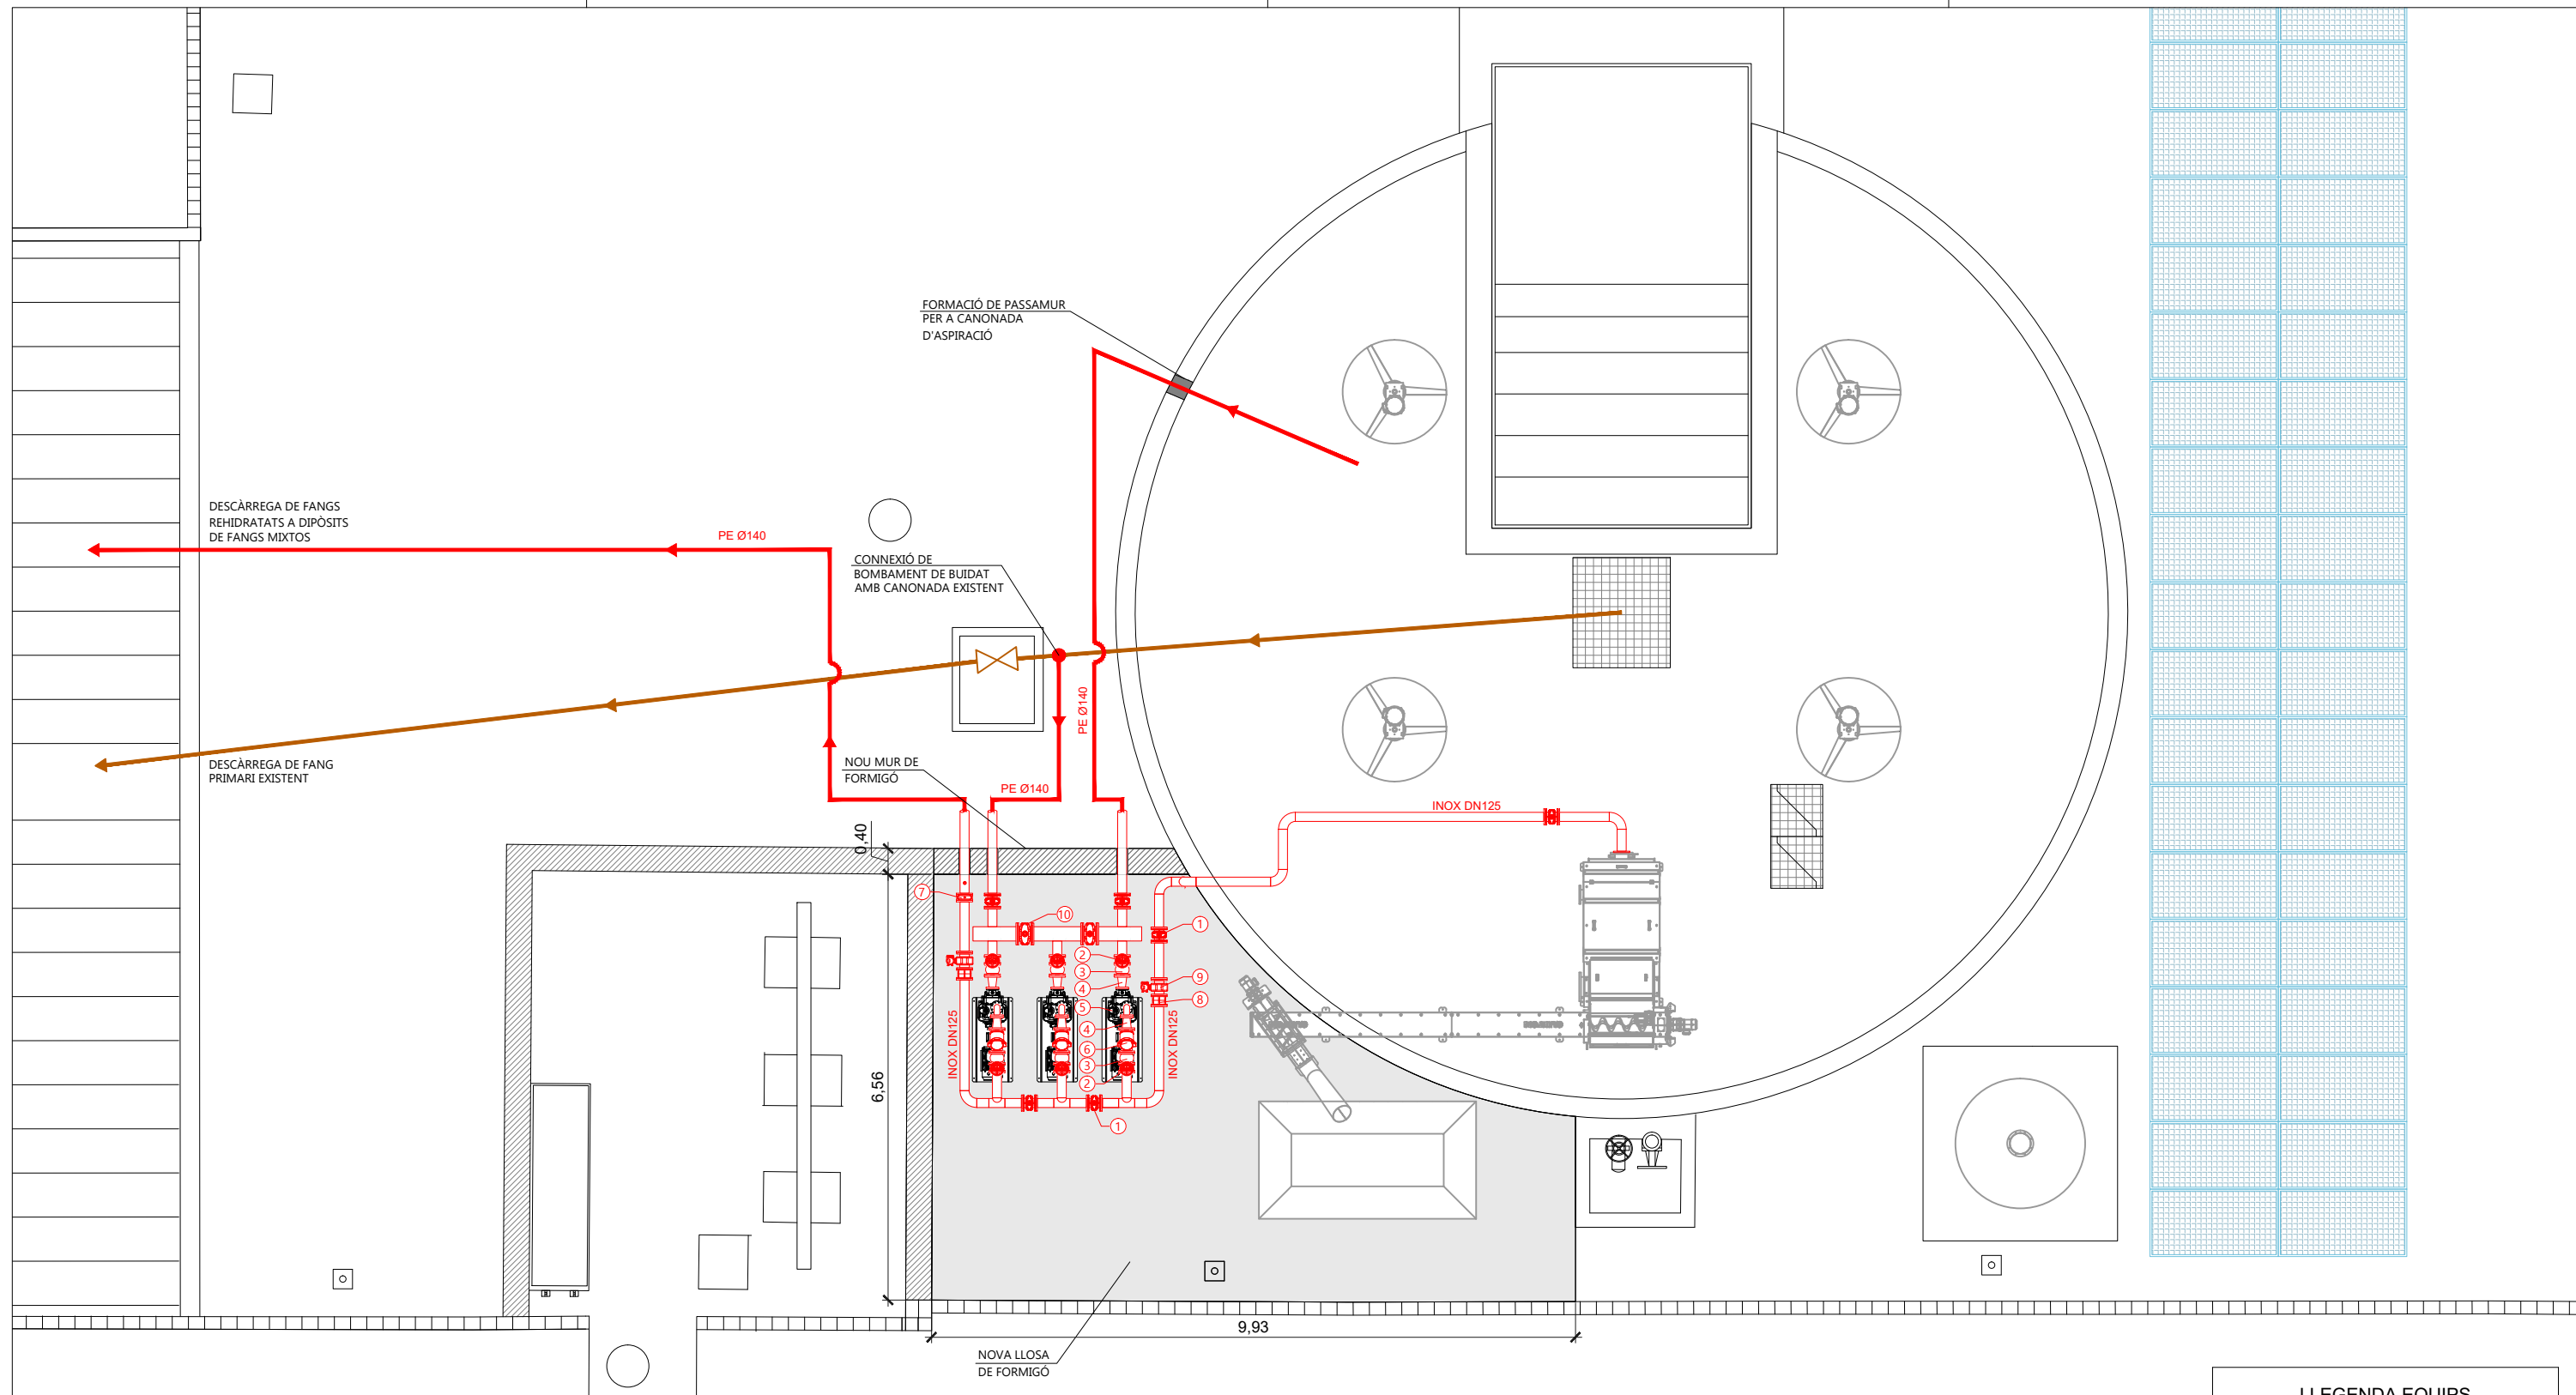 FORMACIÓ DE PASSAMUR
PER A CANONADA
D'ASPIRACIÓ
DESCÀRREGA DE FANGS
REHIDRATATS A DIPÒSITS
DE FANGS MIXTOS
PE Ø140
CONNEXIÓ DE
BOMBAMENT DE BUIDAT
AMB CANONADA EXISTENT
PE Ø140
DESCÀRREGA DE FANG
PRIMARI EXISTENT
NOU MUR DE
FORMIGÓ
PE Ø140
INOX DN125
0,40
7
10
1
2
3
4
9
8
5
4
6
3
2
INOX DN125
INOX DN125
1
6,56
9,93
NOVA LLOSA
DE FORMIGÓ